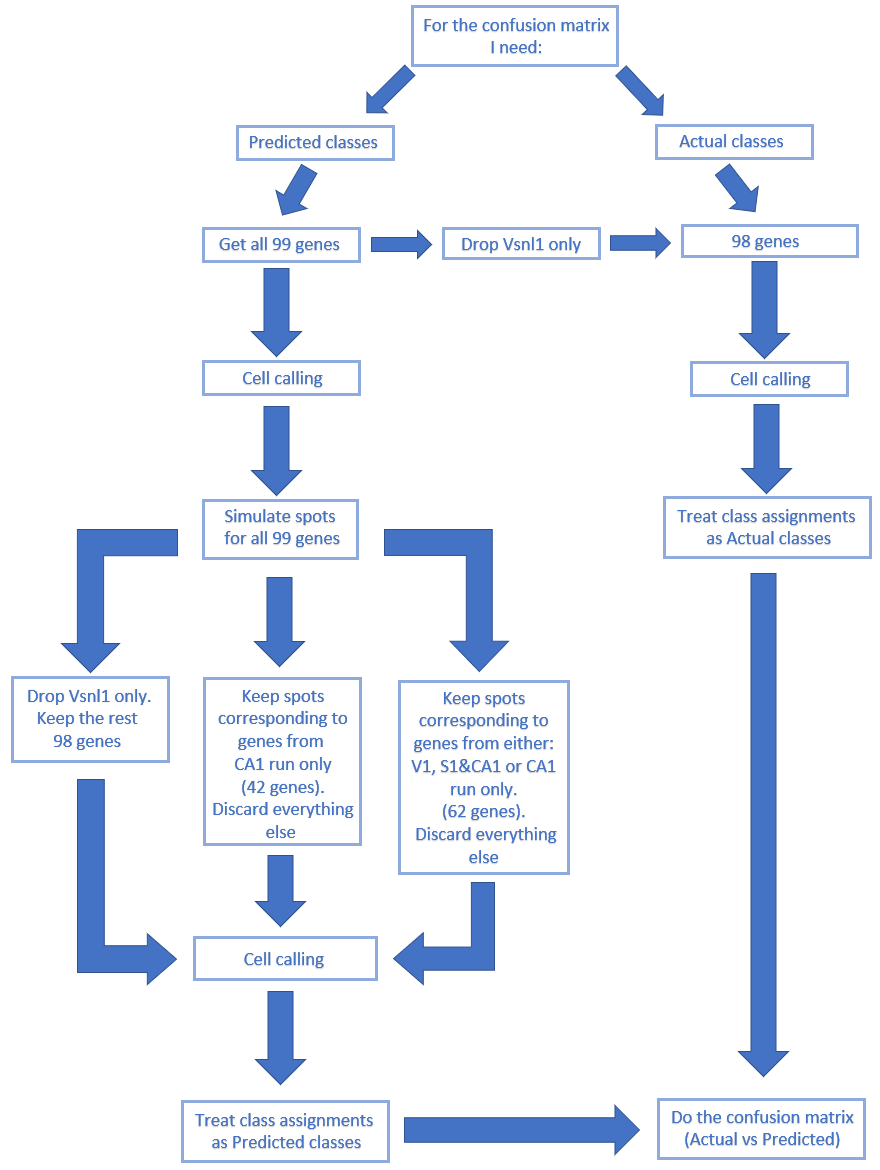 For the confusion matrix
I need:
Predicted classes
Actual classes
Get all 99 genes
Drop Vsnl1 only
98 genes
Cell calling
Cell calling
Simulate spots
for all 99 genes
Treat class assignments
as Actual classes
Drop Vsnl1 only.
Keep the rest
98 genes
Keep spots
corresponding to
genes from
CA1 run only
(42 genes).
Discard everything
else
Keep spots
corresponding to
genes from either:
V1, S1&CA1 or CA1
run only.
(62 genes).
Discard everything
else
Cell calling
Treat class assignments
as Predicted classes
Do the confusion matrix
(Actual vs Predicted)